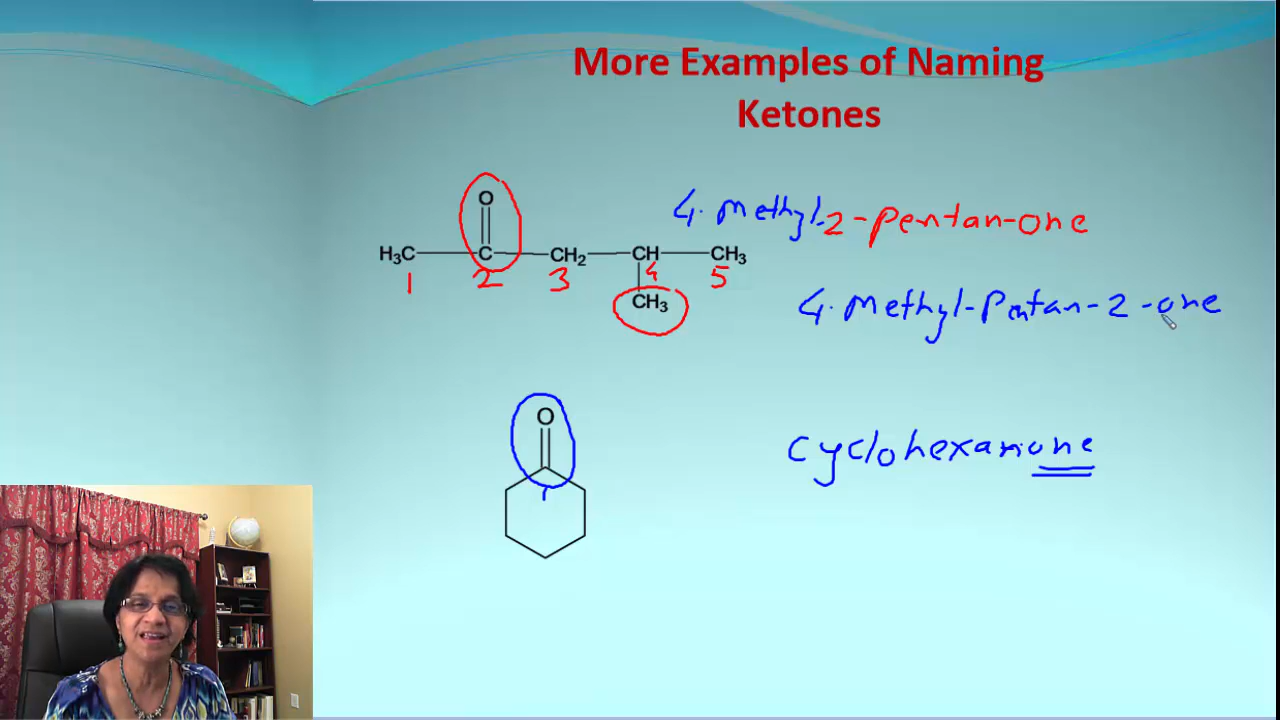 More Examples of Naming
Ketones
O
H₃C C CH₂ CH CH₃
1 2 3 4 5
CH₃
4. Methyl-2-pentan-one
4. Methyl-Pentan-2-one
O
1
Cyclohexanone